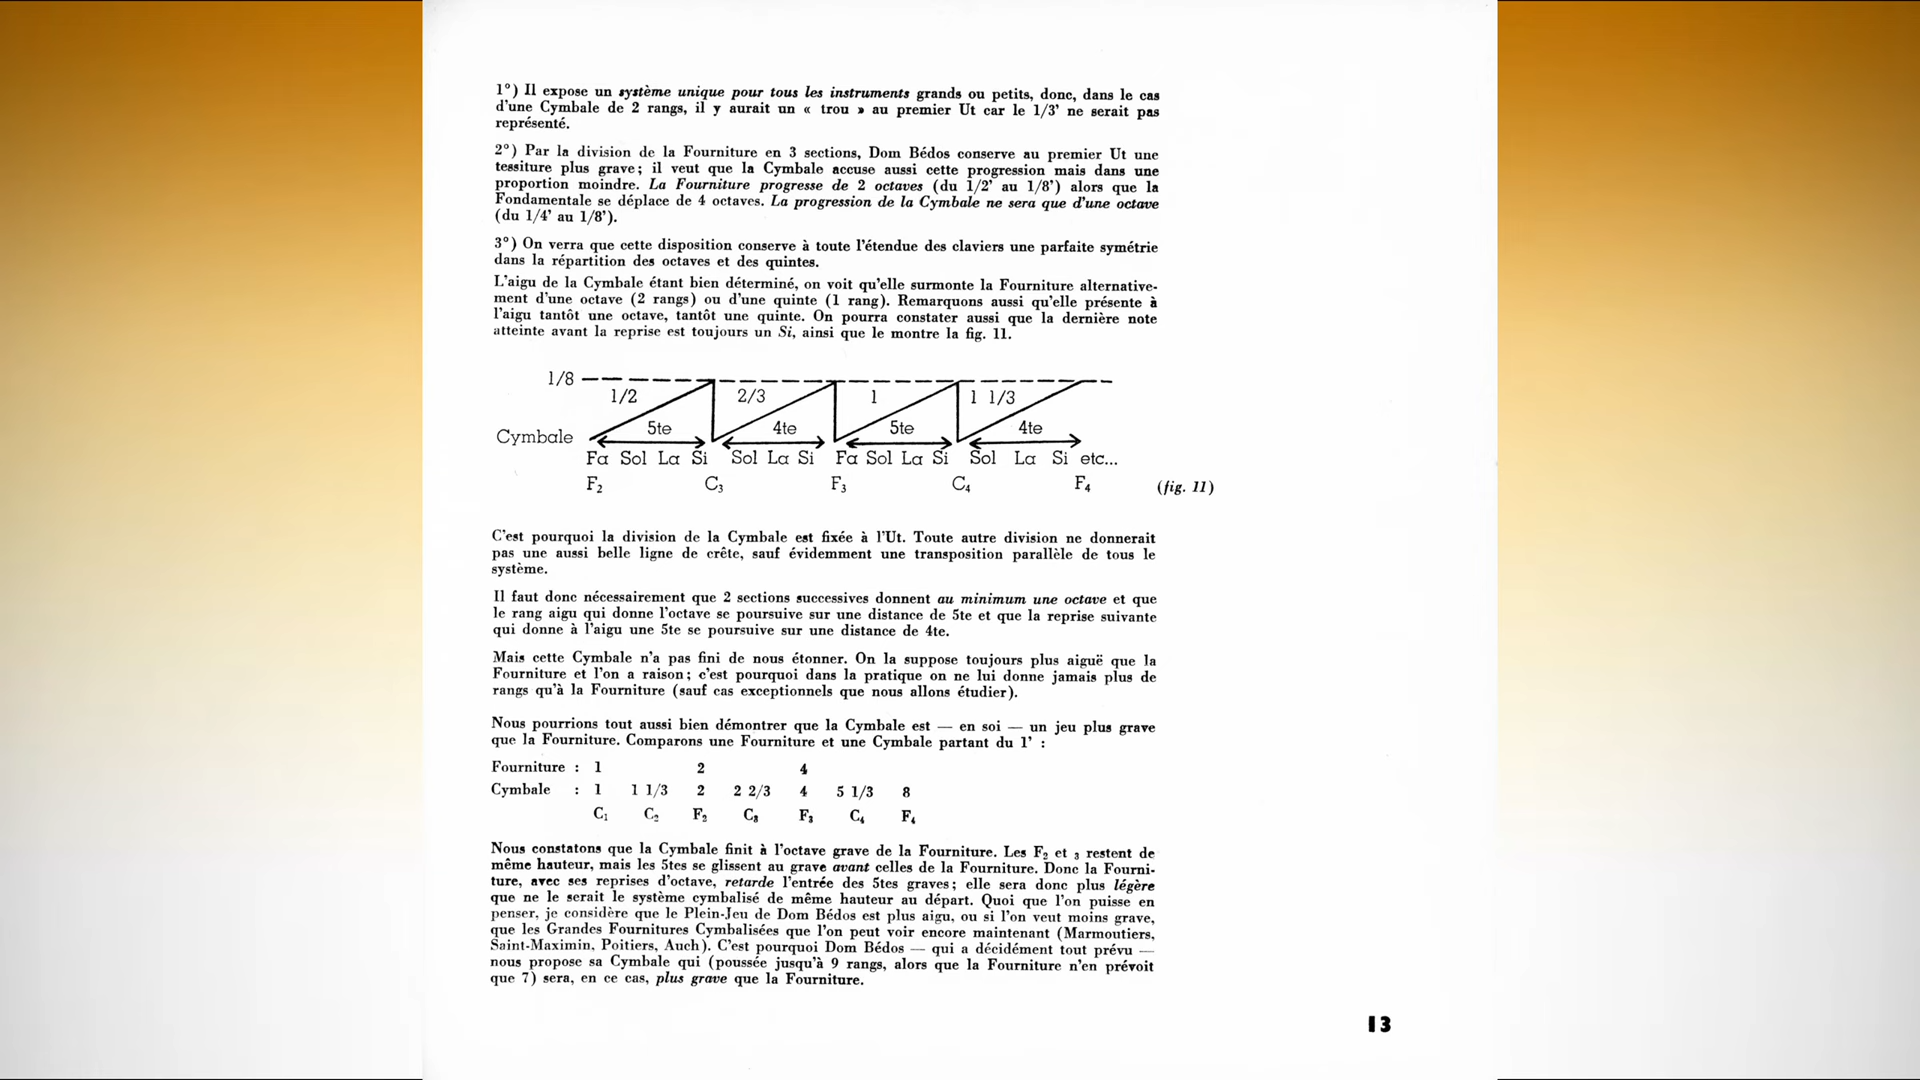 1°) Il expose un système unique pour tous les instruments grands ou petits, donc, dans le cas
d'une Cymbale de 2 rangs, il y aurait un « trou » au premier Ut car le 1/3' ne serait pas
représenté.
2°) Par la division de la Fourniture en 3 sections, Dom Bédos conserve au premier Ut une
tessiture plus grave; il veut que la Cymbale accuse aussi cette progression mais dans une
proportion moindre. La Fourniture progresse de 2 octaves (du 1/2' au 1/8') alors que la
Fondamentale se déplace de 4 octaves. La progression de la Cymbale ne sera que d'une octave
(du 1/4' au 1/8').
3°) On verra que cette disposition conserve à toute l'étendue des claviers une parfaite symétrie
dans la répartition des octaves et des quintes.
L'aigu de la Cymbale étant bien déterminé, on voit qu'elle surmonte la Fourniture alternative-
ment d'une octave (2 rangs) ou d'une quinte (1 rang). Remarquons aussi qu'elle présente à
l'aigu tantôt une octave, tantôt une quinte. On pourra constater aussi que la dernière note
atteinte avant la reprise est toujours un Si, ainsi que le montre la fig. 11.
1/8
1/2 2/3 1 1 1/3
5te 4te 5te 4te
Cymbale
Fa Sol La Si Sol La Si Fa Sol La Si Sol La Si etc...
F2 C3 F3 C4 F4 (fig. 11)
C'est pourquoi la division de la Cymbale est fixée à l'Ut. Toute autre division ne donnerait
pas une aussi belle ligne de crête, sauf évidemment une transposition parallèle de tous le
système.
Il faut donc nécessairement que 2 sections successives donnent au minimum une octave et que
le rang aigu qui donne l'octave se poursuive sur une distance de 5te et que la reprise suivante
qui donne à l'aigu une 5te se poursuive sur une distance de 4te.
Mais cette Cymbale n'a pas fini de nous étonner. On la suppose toujours plus aiguë que la
Fourniture et l'on a raison; c'est pourquoi dans la pratique on ne lui donne jamais plus de
rangs qu'à la Fourniture (sauf cas exceptionnels que nous allons étudier).
Nous pourrions tout aussi bien démontrer que la Cymbale est — en soi — un jeu plus grave
que la Fourniture. Comparons une Fourniture et une Cymbale partant du 1' :
Fourniture : 1 2 4
Cymbale : 1 1 1/3 2 2 2/3 4 5 1/3 8
C1 C2 F2 C3 F3 C4 F4
Nous constatons que la Cymbale finit à l'octave grave de la Fourniture. Les F2 et 3 restent de
même hauteur, mais les 5tes se glissent au grave avant celles de la Fourniture. Donc la Fourni-
ture, avec ses reprises d'octave, retarde l'entrée des 5tes graves; elle sera donc plus légère
que ne le serait le système cymbalisé de même hauteur au départ. Quoi que l'on puisse en
penser, je considère que le Plein-Jeu de Dom Bédos est plus aigu, ou si l'on veut moins grave,
que les Grandes Fournitures Cymbalisées que l'on peut voir encore maintenant (Marmoutiers,
Saint-Maximin, Poitiers, Auch). C'est pourquoi Dom Bédos — qui a décidément tout prévu —
nous propose sa Cymbale qui (poussée jusqu'à 9 rangs, alors que la Fourniture n'en prévoit
que 7) sera, en ce cas, plus grave que la Fourniture.
13